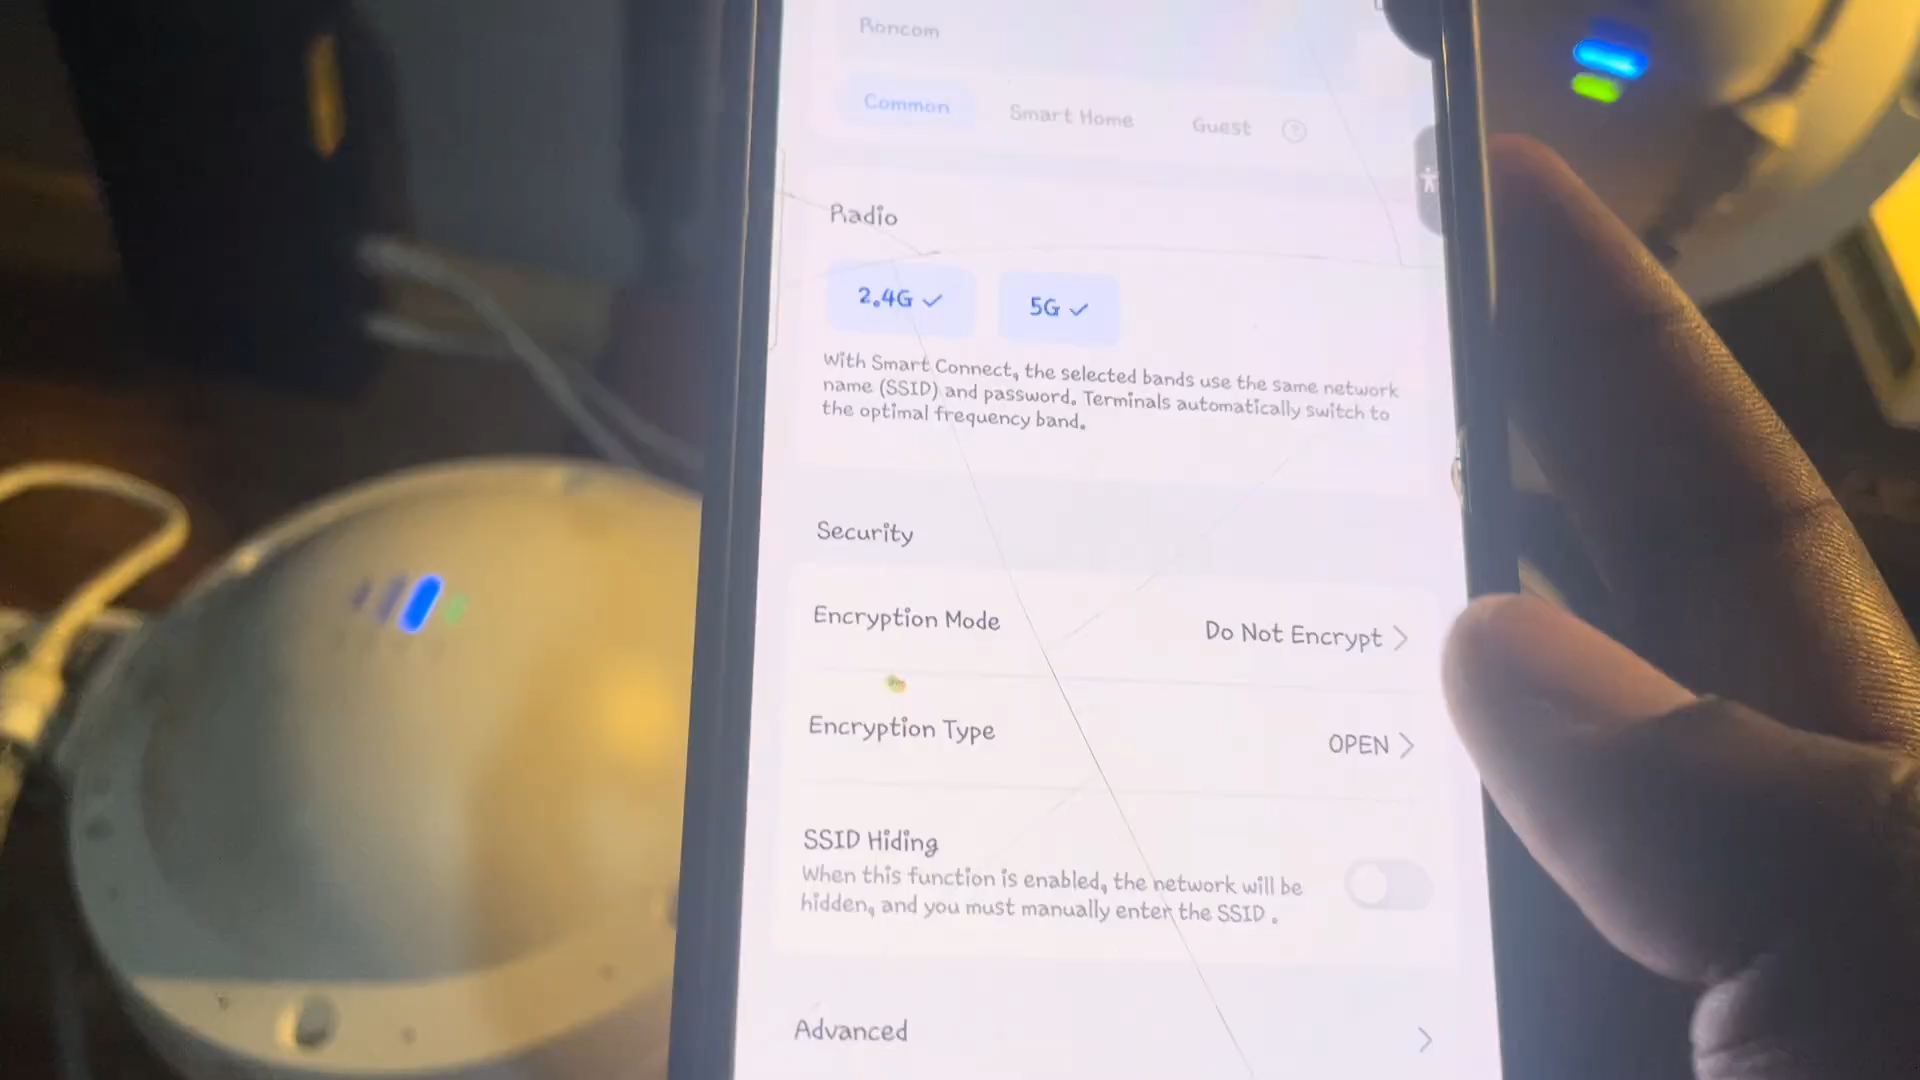 Roncom
Common Smart Home Guest ?
Radio
2.4G 5G
With Smart Connect, the selected bands use the same network
name (SSID) and password. Terminals automatically switch to
the optimal frequency band.
Security
Encryption Mode Do Not Encrypt
Encryption Type OPEN
SSID Hiding
When this function is enabled, the network will be
hidden, and you must manually enter the SSID .
Advanced